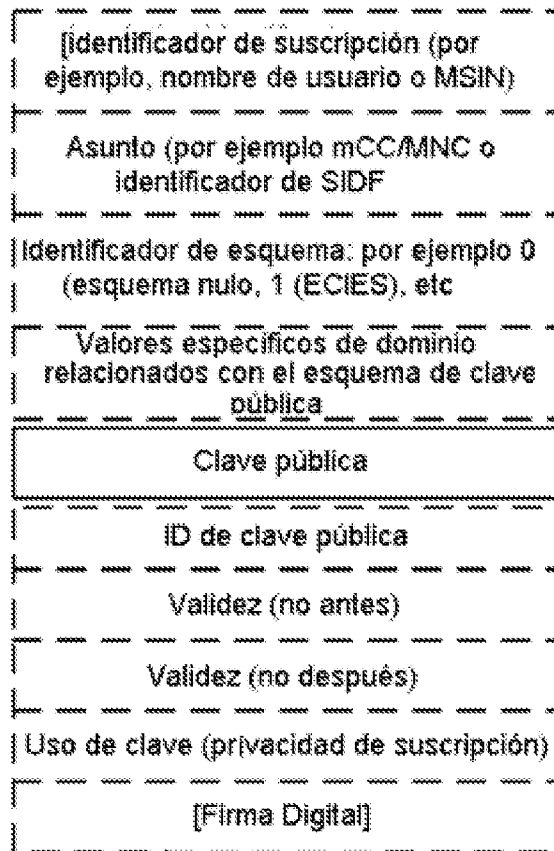 [identificador de suscripción (por
ejemplo, nombre de usuario o MSIN)
Asunto (por ejemplo mCC/MNC o
identificador de SIDF
Identificador de esquema: por ejemplo 0
(esquema nulo, 1 (ECIES), etc
Valores específicos de dominio
relacionados con el esquema de clave
pública
Clave pública
ID de clave pública
Validez (no antes)
Validez (no después)
Uso de clave (privacidad de suscripción)
[Firma Digital]